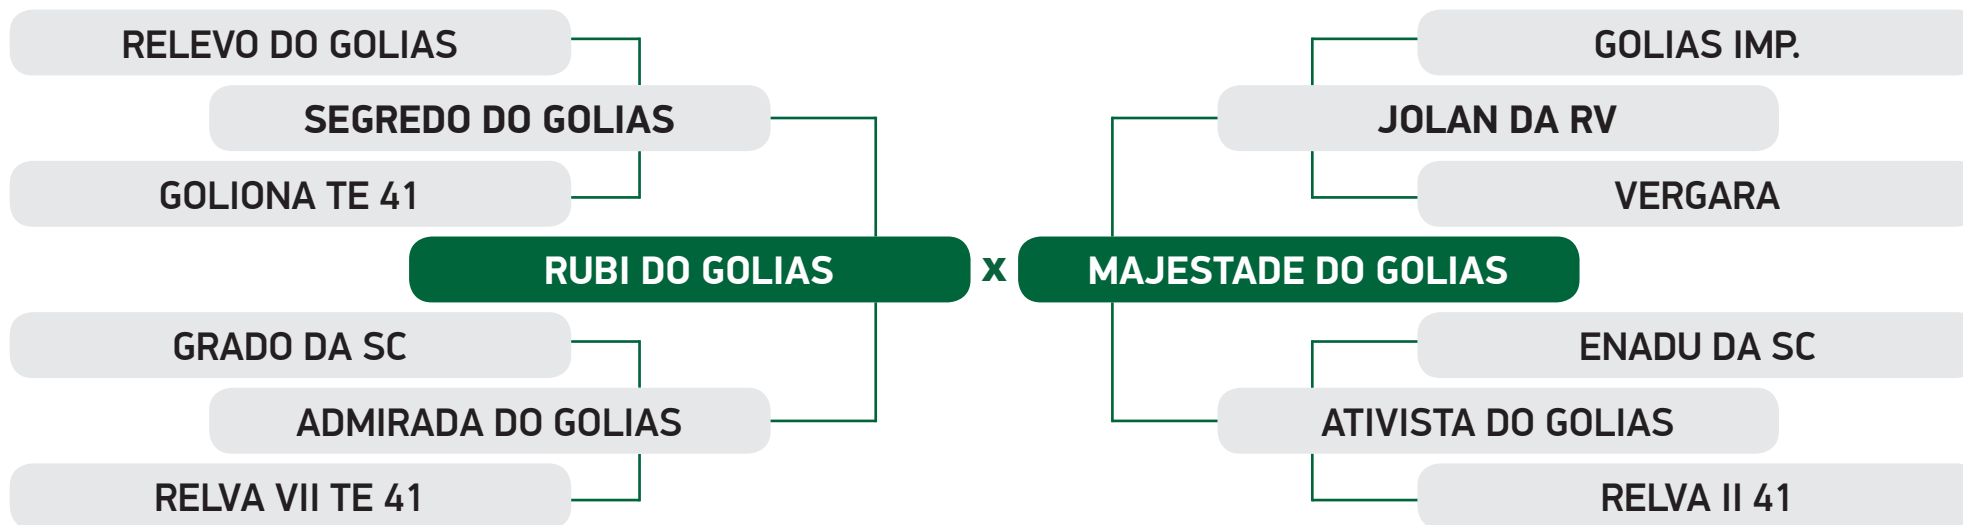 RELEVO DO GOLIAS
GOLIAS IMP.
SEGREDO DO GOLIAS
JOLAN DA RV
GOLIONA TE 41
VERGARA
RUBI DO GOLIAS x MAJESTADE DO GOLIAS
GRADO DA SC
ENADU DA SC
ADMIRADA DO GOLIAS
ATIVISTA DO GOLIAS
RELVA VII TE 41
RELVA II 41